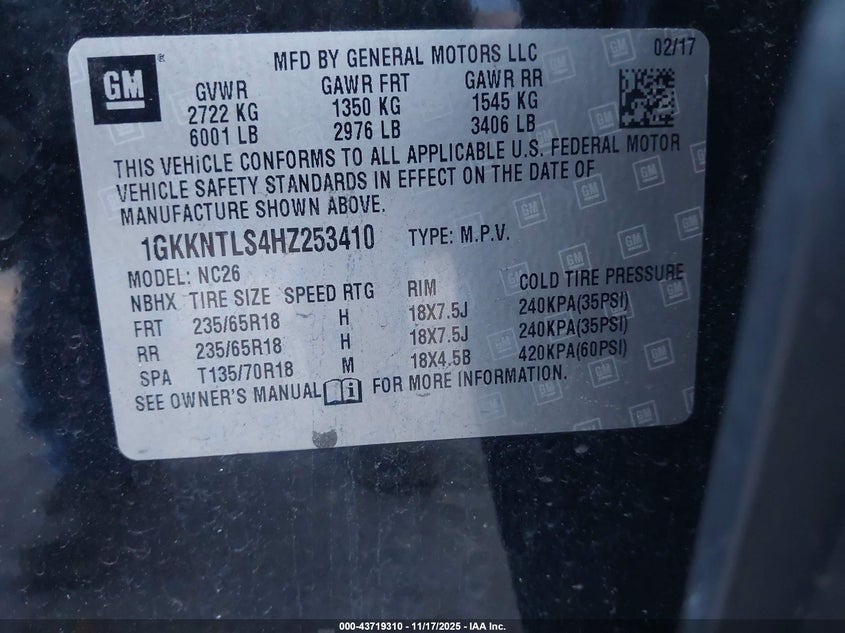 GM
MFD BY GENERAL MOTORS LLC 02/17
GVWR GAWR FRT GAWR RR
2722 KG 1350 KG 1545 KG
6001 LB 2976 LB 3406 LB
THIS VEHICLE CONFORMS TO ALL APPLICABLE U.S. FEDERAL MOTOR
VEHICLE SAFETY STANDARDS IN EFFECT ON THE DATE OF
MANUFACTURE SHOWN ABOVE.
1GKKNTLS4HZ253410 TYPE: M.P.V.
MODEL: NC26
NBHX TIRE SIZE SPEED RTG RIM COLD TIRE PRESSURE
FRT 235/65R18 H 18X7.5J 240KPA(35PSI)
RR 235/65R18 H 18X7.5J 240KPA(35PSI)
SPA T135/70R18 M 18X4.5B 420KPA(60PSI)
SEE OWNER'S MANUAL FOR MORE INFORMATION.
000-43719310 - 11/17/2025 - IAA Inc.